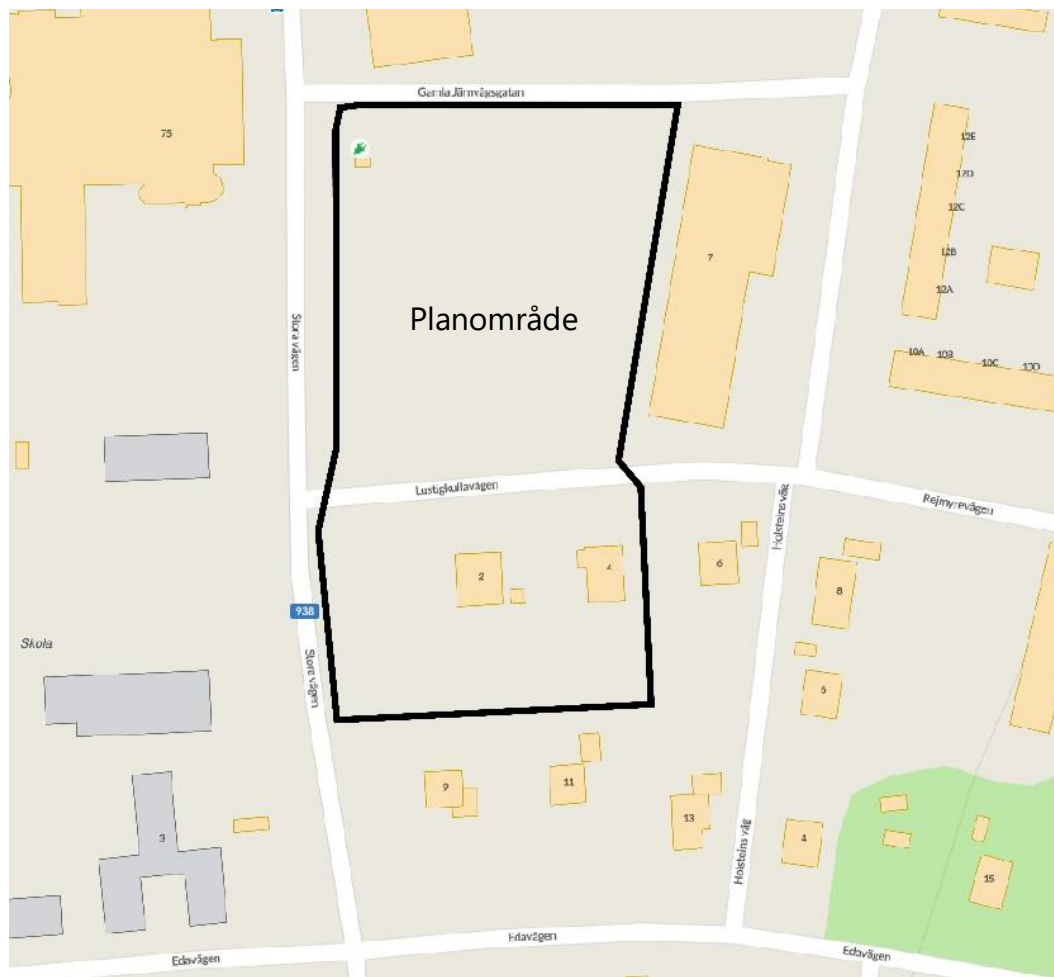 Gamla Järnvägsgatan
75
12E
12D
12C
7
12B
12A
Planområde
Stora vägen
10A
10B
10C
10D
Lustigkullavägen
Rejmyrevägen
Holsteins väg
2
4
6
8
938
Skola
Stora vägen
6
9
11
13
3
4
Holsteins väg
15
Edavägen
Edavägen
Edavägen